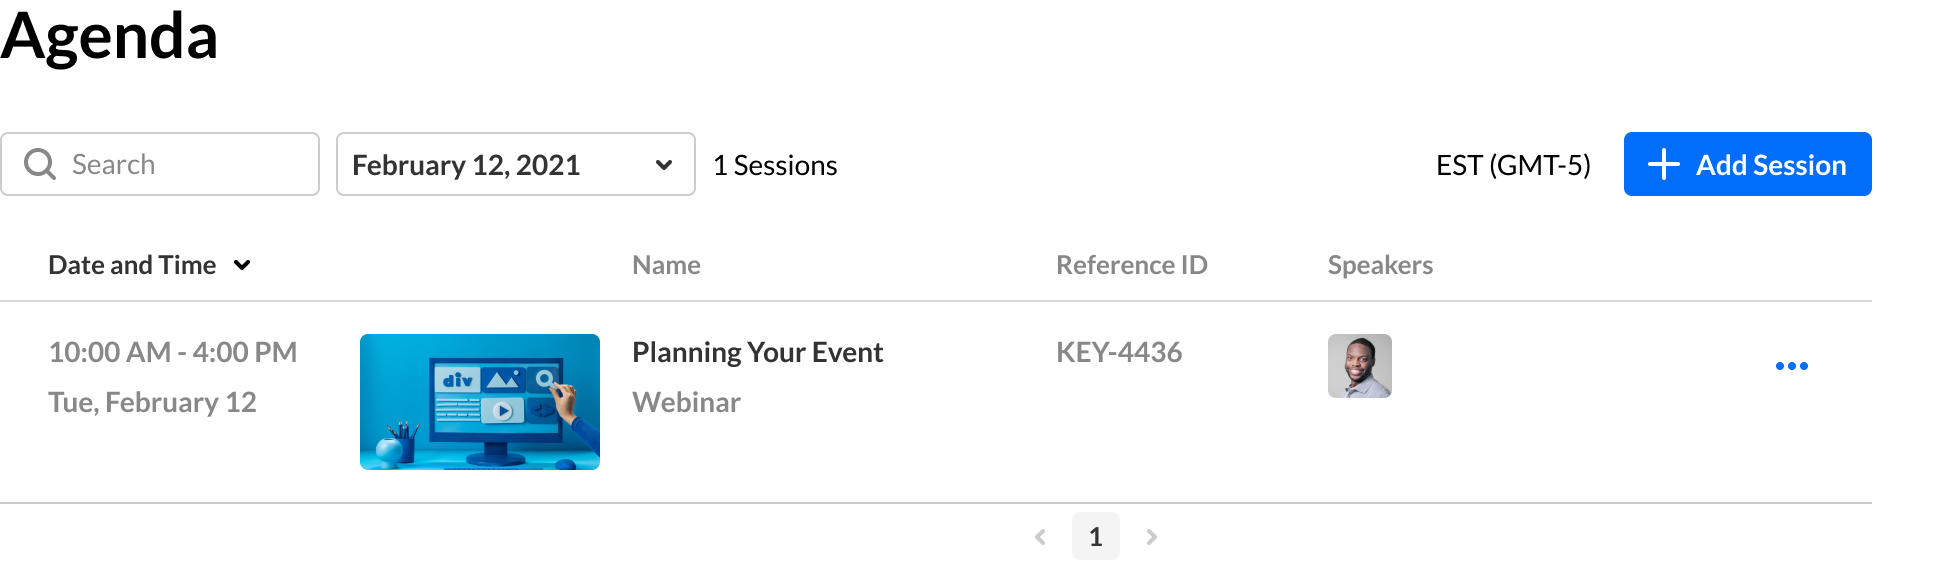 Agenda
Search
February 12, 2021
1 Sessions
EST (GMT-5)
Add Session
Date and Time
Name
Reference ID
Speakers
10:00 AM - 4:00 PM
Tue, February 12
div
Planning Your Event
Webinar
KEY-4436
1